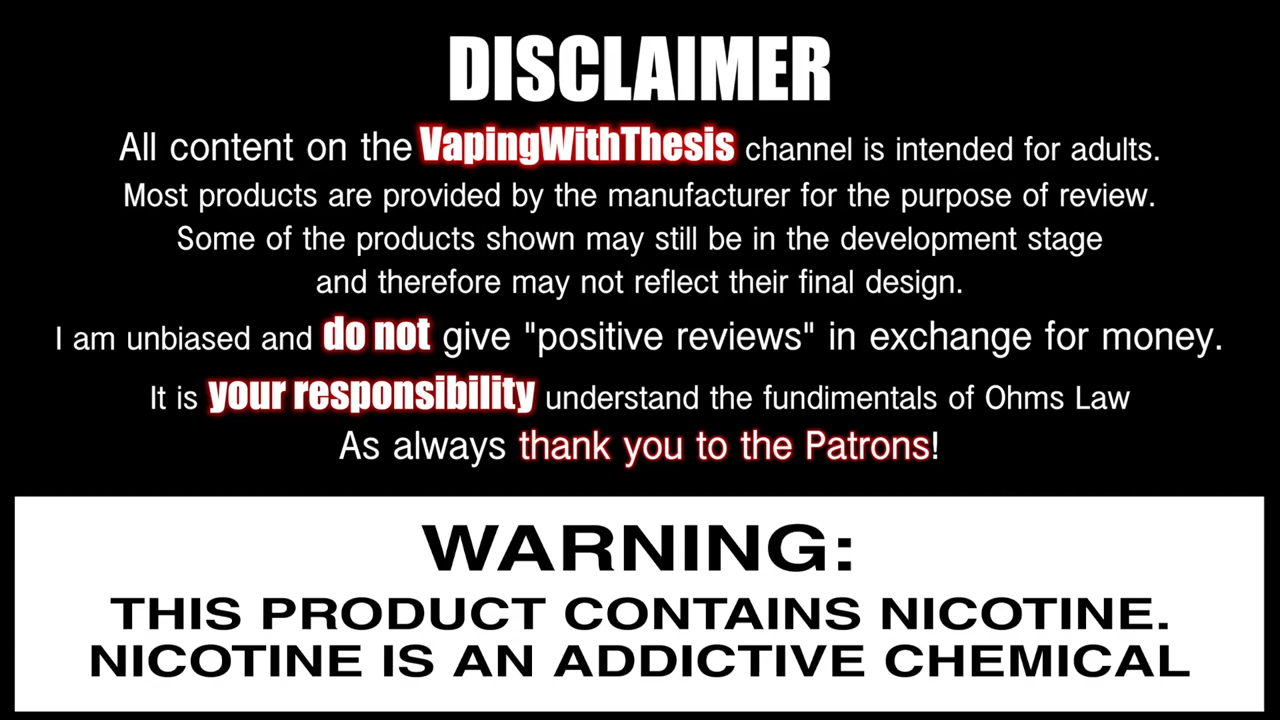 DISCLAIMER
All content on the VapingWithThesis channel is intended for adults.
Most products are provided by the manufacturer for the purpose of review.
Some of the products shown may still be in the development stage
and therefore may not reflect their final design.
I am unbiased and do not give "positive reviews" in exchange for money.
It is your responsibility understand the fundimentals of Ohms Law
As always thank you to the Patrons!
WARNING:
THIS PRODUCT CONTAINS NICOTINE.
NICOTINE IS AN ADDICTIVE CHEMICAL